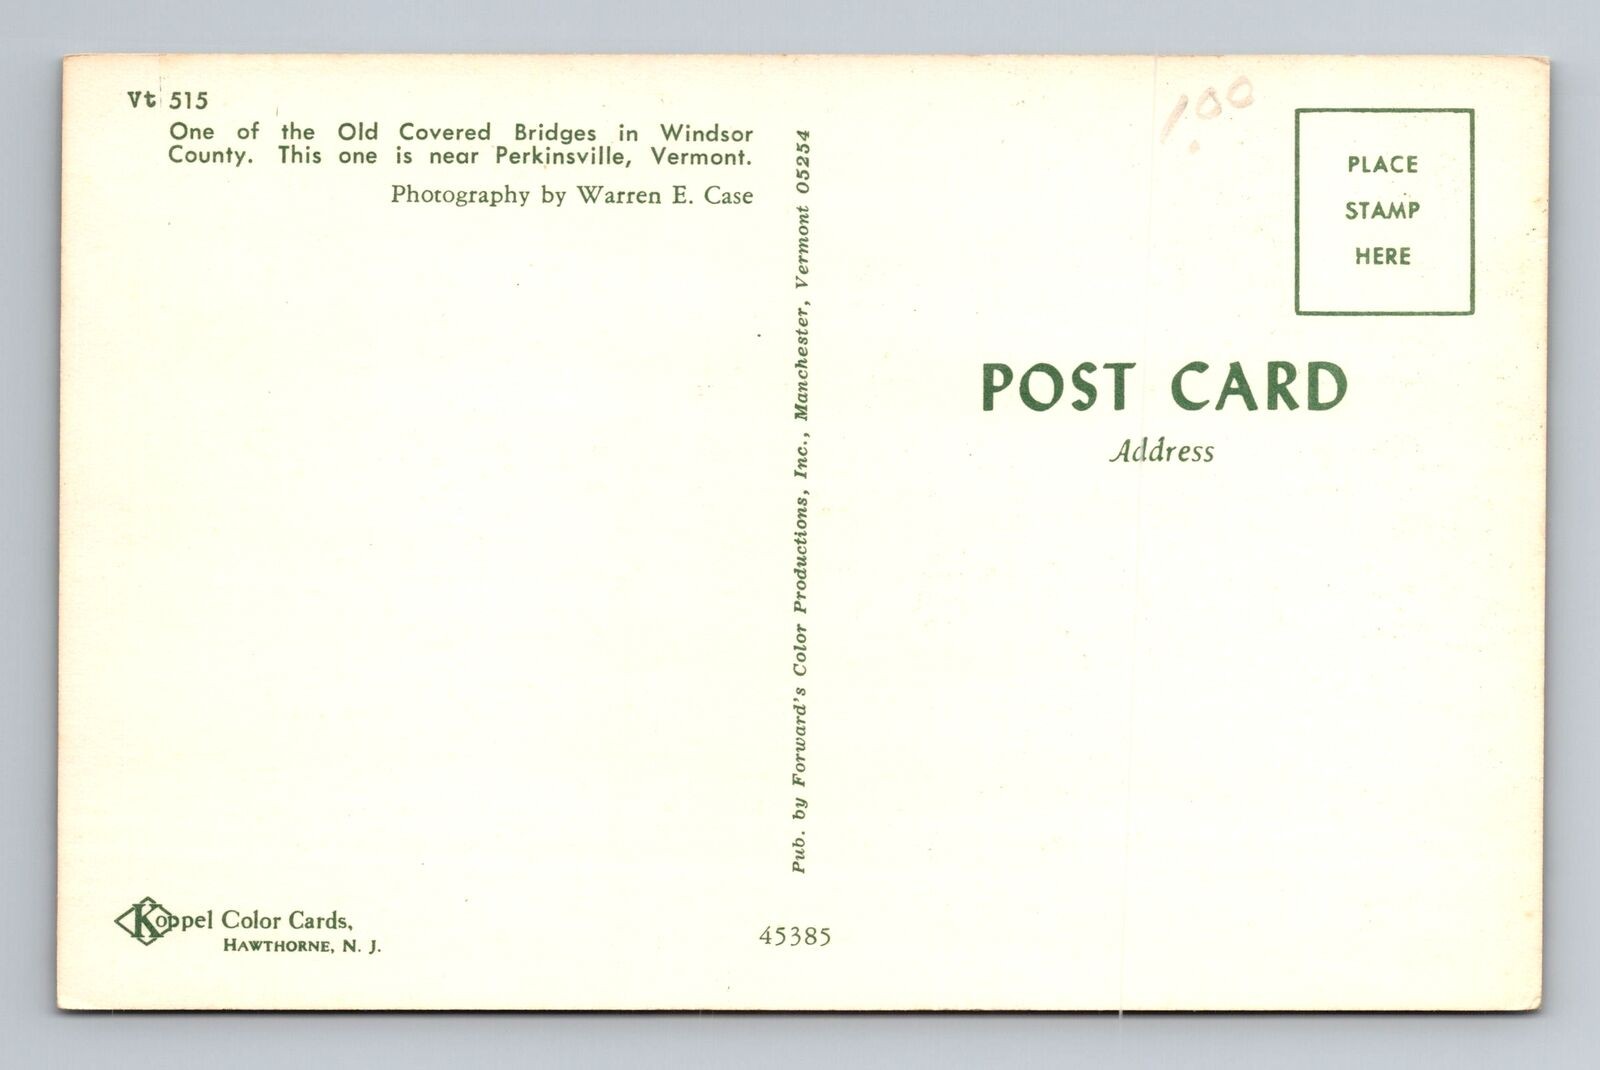 Vt 515
One of the Old Covered Bridges in Windsor
County. This one is near Perkinsville, Vermont.
Photography by Warren E. Case
Pub. by Forward's Color Productions, Inc., Manchester, Vermont 05254
1.00
PLACE
STAMP
HERE
POST CARD
Address
Koppel Color Cards,
HAWTHORNE, N. J.
45385